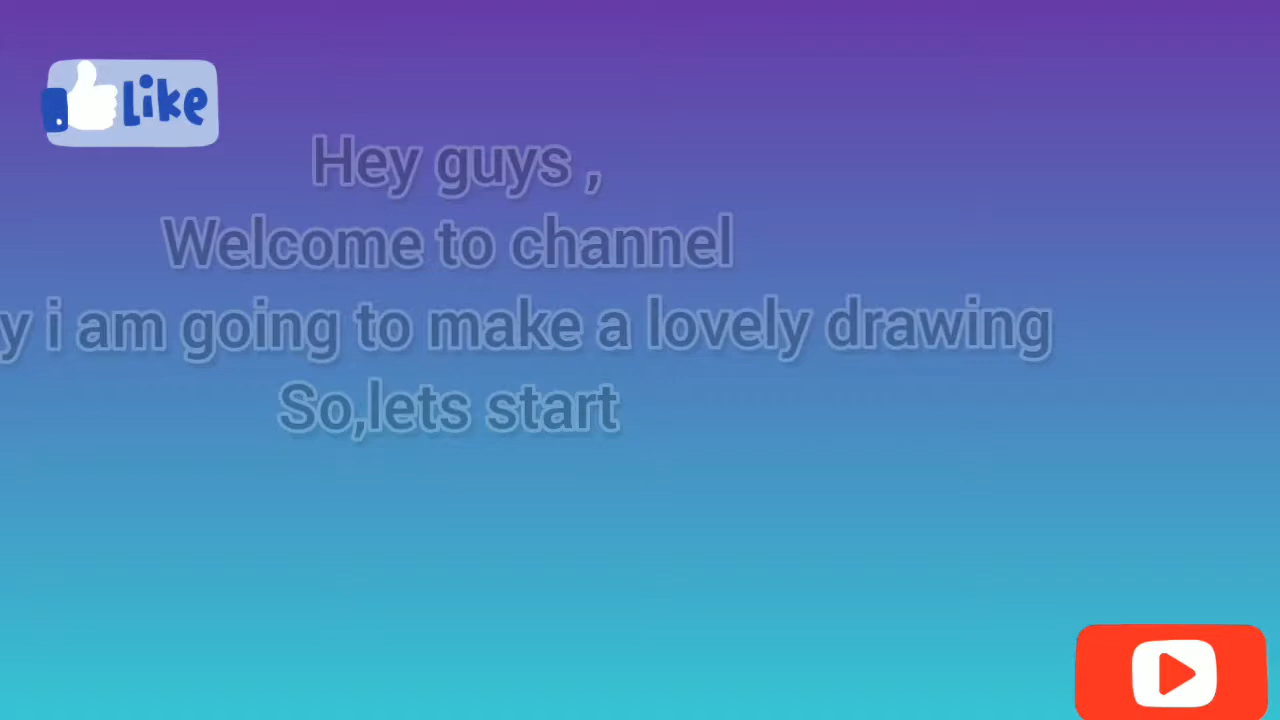 Like
Hey guys ,
Welcome to channel
y i am going to make a lovely drawing
So,lets start